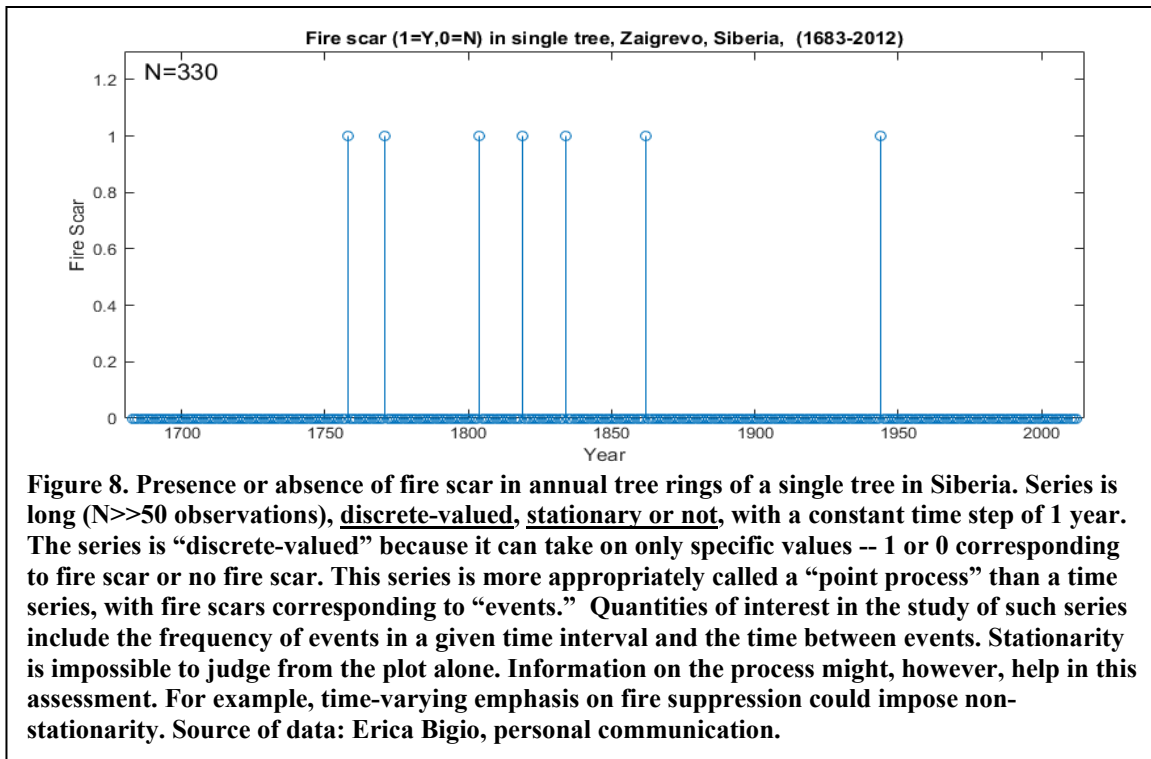 Fire scar (1=Y,0=N) in single tree, Zaigrevo, Siberia, (1683-2012)
N=330
1.2
1
0.8
0.6
0.4
0.2
0
Fire Scar
1700 1750 1800 1850 1900 1950 2000
Year
Figure 8. Presence or absence of fire scar in annual tree rings of a single tree in Siberia. Series is
long (N>>50 observations), discrete-valued, stationary or not, with a constant time step of 1 year.
The series is “discrete-valued” because it can take on only specific values -- 1 or 0 corresponding
to fire scar or no fire scar. This series is more appropriately called a “point process” than a time
series, with fire scars corresponding to “events.” Quantities of interest in the study of such series
include the frequency of events in a given time interval and the time between events. Stationarity
is impossible to judge from the plot alone. Information on the process might, however, help in this
assessment. For example, time-varying emphasis on fire suppression could impose non-
stationarity. Source of data: Erica Bigio, personal communication.